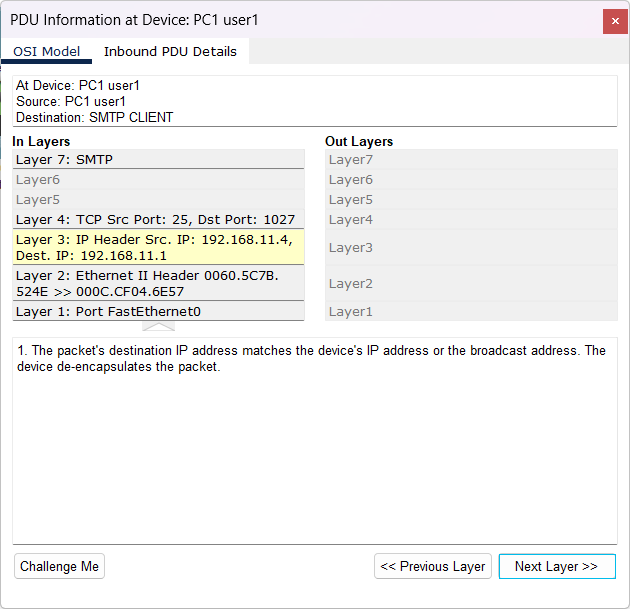 PDU Information at Device: PC1 user1
OSI Model
Inbound PDU Details
At Device: PC1 user1
Source: PC1 user1
Destination: SMTP CLIENT
In Layers
Layer 7: SMTP
Layer6
Layer5
Layer 4: TCP Src Port: 25, Dst Port: 1027
Layer 3: IP Header Src. IP: 192.168.11.4,
Dest. IP: 192.168.11.1
Layer 2: Ethernet II Header 0060.5C7B.
524E >> 000C.CF04.6E57
Layer 1: Port FastEthernet0
Out Layers
Layer7
Layer6
Layer5
Layer4
Layer3
Layer2
Layer1
1. The packet's destination IP address matches the device's IP address or the broadcast address. The
device de-encapsulates the packet.
Challenge Me
<< Previous Layer
Next Layer >>